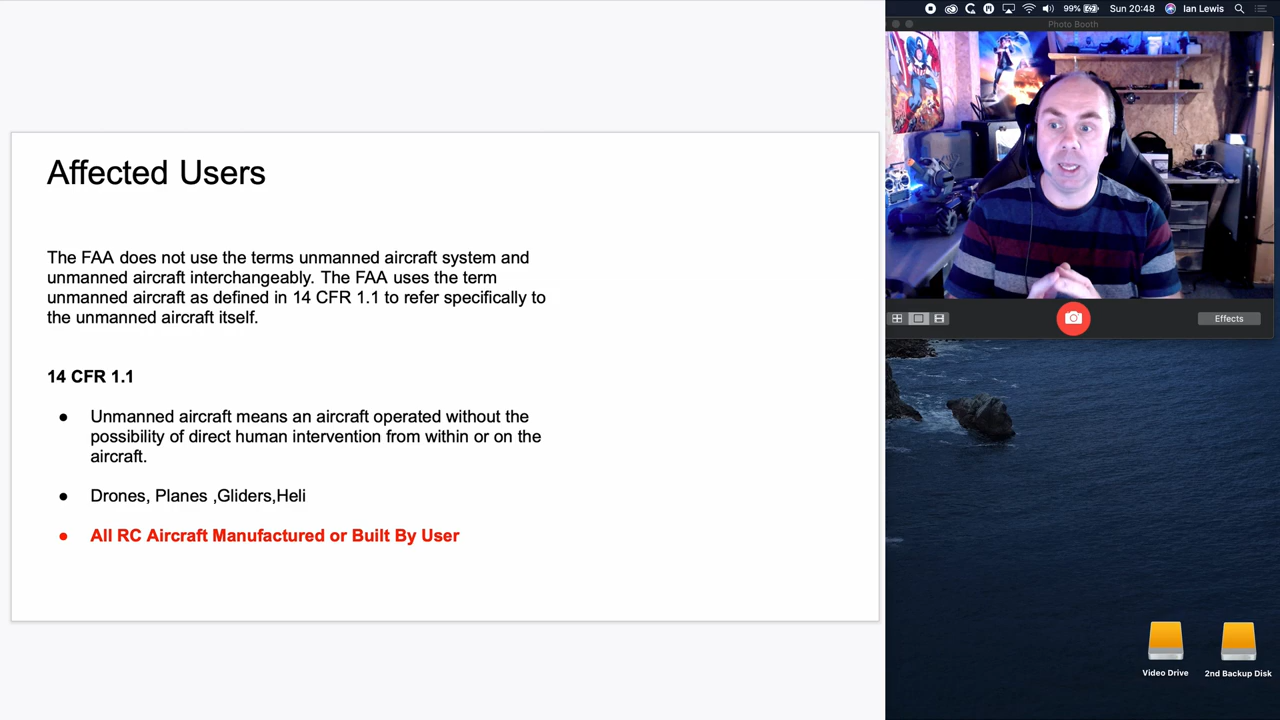 99%
Sun 20:48
Ian Lewis
Photo Booth
Affected Users
The FAA does not use the terms unmanned aircraft system and
unmanned aircraft interchangeably. The FAA uses the term
unmanned aircraft as defined in 14 CFR 1.1 to refer specifically to
the unmanned aircraft itself.
14 CFR 1.1
● Unmanned aircraft means an aircraft operated without the
possibility of direct human intervention from within or on the
aircraft.
● Drones, Planes ,Gliders,Heli
● All RC Aircraft Manufactured or Built By User
Effects
Video Drive
2nd Backup Disk